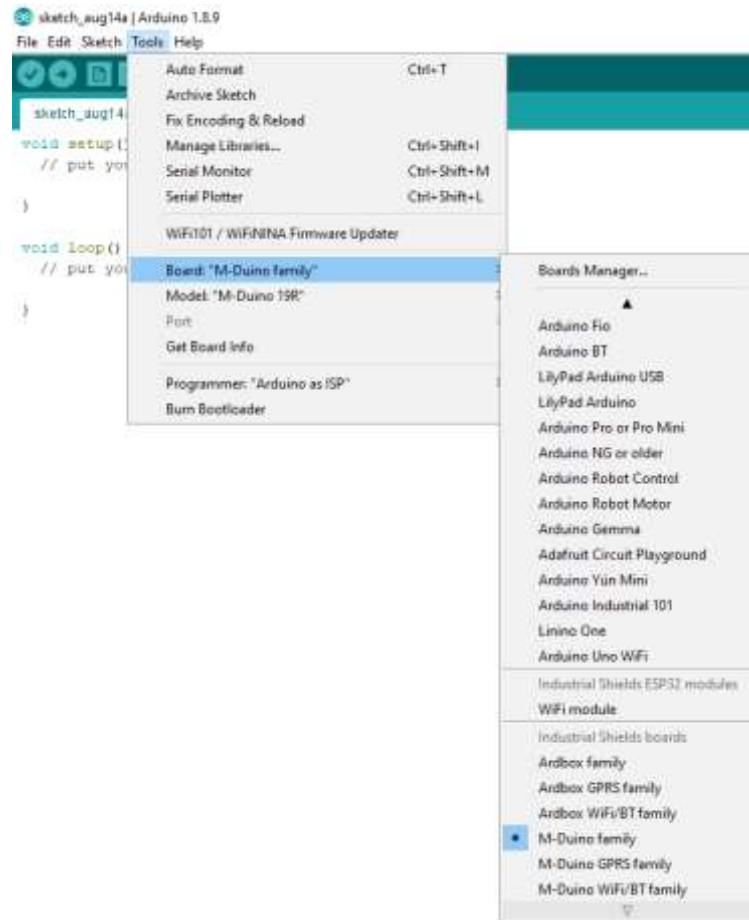 sketch_aug14a | Arduino 1.8.9
File Edit Sketch Tools Help
sketch_aug14a
void setup()
// put you
}
void loop()
// put you
}
Auto Format Ctrl+T
Archive Sketch
Fix Encoding & Reload
Manage Libraries... Ctrl+Shift+I
Serial Monitor Ctrl+Shift+M
Serial Plotter Ctrl+Shift+L
WiFi101 / WiFiNINA Firmware Updater
Board: "M-Duino family"
Model: "M-Duino 19R"
Port
Get Board Info
Programmer: "Arduino as ISP"
Burn Bootloader
Boards Manager...
Arduino Fio
Arduino BT
LilyPad Arduino USB
LilyPad Arduino
Arduino Pro or Pro Mini
Arduino NG or older
Arduino Robot Control
Arduino Robot Motor
Arduino Gemma
Adafruit Circuit Playground
Arduino Yún Mini
Arduino Industrial 101
Linino One
Arduino Uno WiFi
Industrial Shields ESP32 modules
WiFi module
Industrial Shields boards
Ardbox family
Ardbox GPRS family
Ardbox WiFi/BT family
M-Duino family
M-Duino GPRS family
M-Duino WiFi/BT family